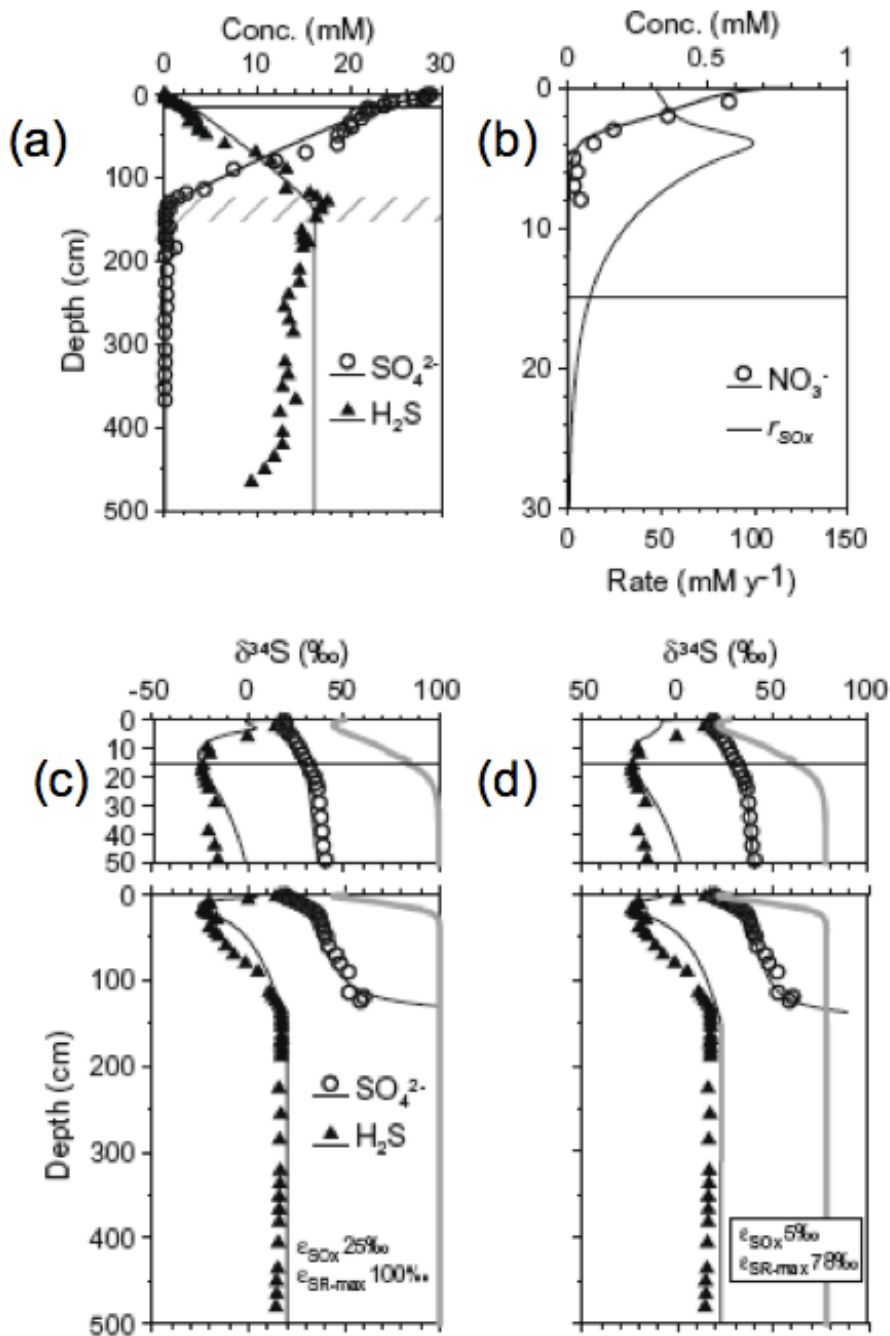 Conc. (mM)
0 10 20 30
(a)
Depth (cm)
0
100
200
300
400
500
SO₄²⁻
H₂S
Conc. (mM)
0 0.5 1
(b)
0
10
20
30
NO₃⁻
rSOx
0 50 100 150
Rate (mM y⁻¹)
δ³⁴S (‰)
-50 0 50 100
(c)
0
10
20
30
40
50
Depth (cm)
0
100
200
300
400
500
SO₄²⁻
H₂S
εSOx 25‰
εSR-max 100‰
δ³⁴S (‰)
50 0 50 100
(d)
0
10
20
30
40
50
0
100
200
300
400
500
εSOx 5‰
εSR-max 78‰